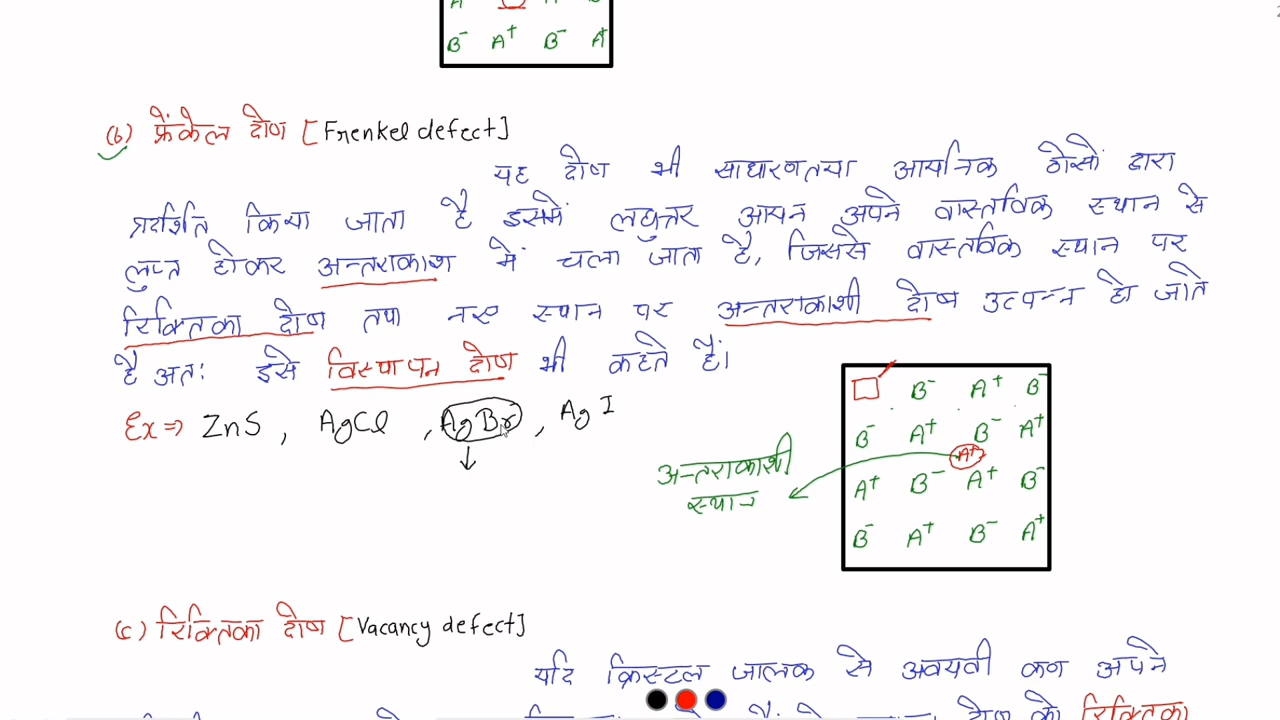 B⁻ A⁺ B⁻ A⁺
(b) फ्रेंकेल दोष [Frenkel defect]
यह दोष भी साधारणतया आयनिक ठोसों द्वारा
प्रदर्शित किया जाता है इसमें लघुत्तर आयन अपने वास्तविक स्थान से
लुप्त होकर अन्तराकाश में चला जाता है, जिससे वास्तविक स्थान पर
रिक्तिका दोष तथा नए स्थान पर अन्तराकाशी दोष उत्पन्न हो जाते
है अतः इसे विस्थापन दोष भी कहते हैं।
Ex ⇒ ZnS , AgCl , AgBr , AgI
B⁻ A⁺ B⁻
B⁻ A⁺ B⁻ A⁺
A⁺
अन्तराकाशी
स्थान
A⁺ B⁻ A⁺ B⁻
B⁻ A⁺ B⁻ A⁺
(c) रिक्तिका दोष [Vacancy defect]
यदि क्रिस्टल जालक से अवयवी कण अपने
दोष को रिक्तिका